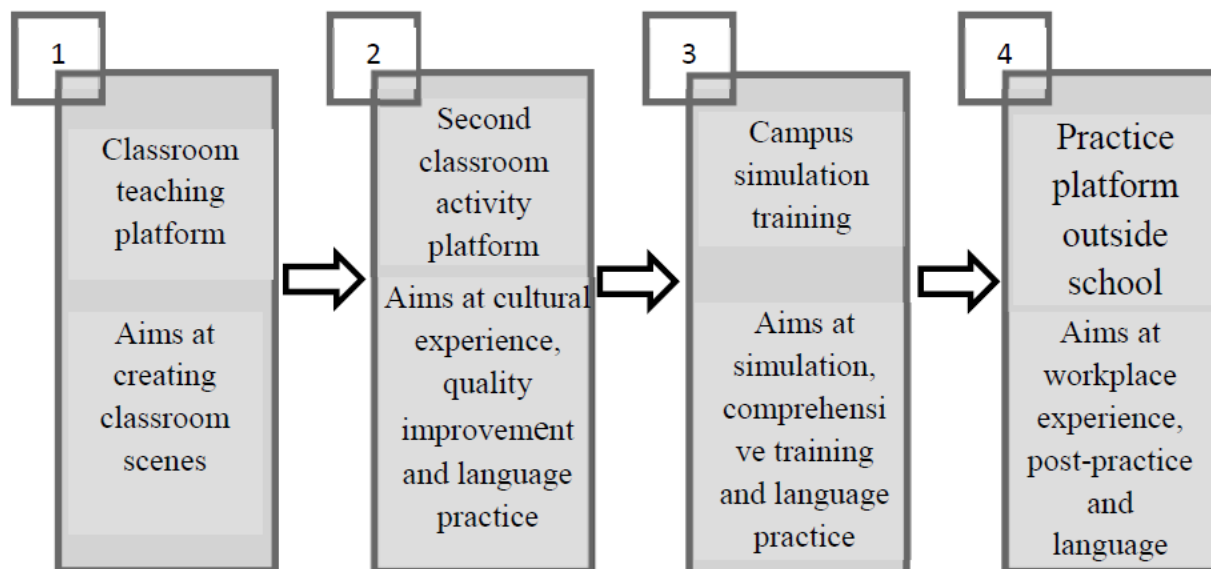 1
Classroom
teaching
platform
Aims at
creating
classroom
scenes
2
Second
classroom
activity
platform
Aims at cultural
experience,
quality
improvement
and language
practice
3
Campus
simulation
training
Aims at
simulation,
comprehensi
ve training
and language
practice
4
Practice
platform
outside
school
Aims at
workplace
experience,
post-practice
and
language